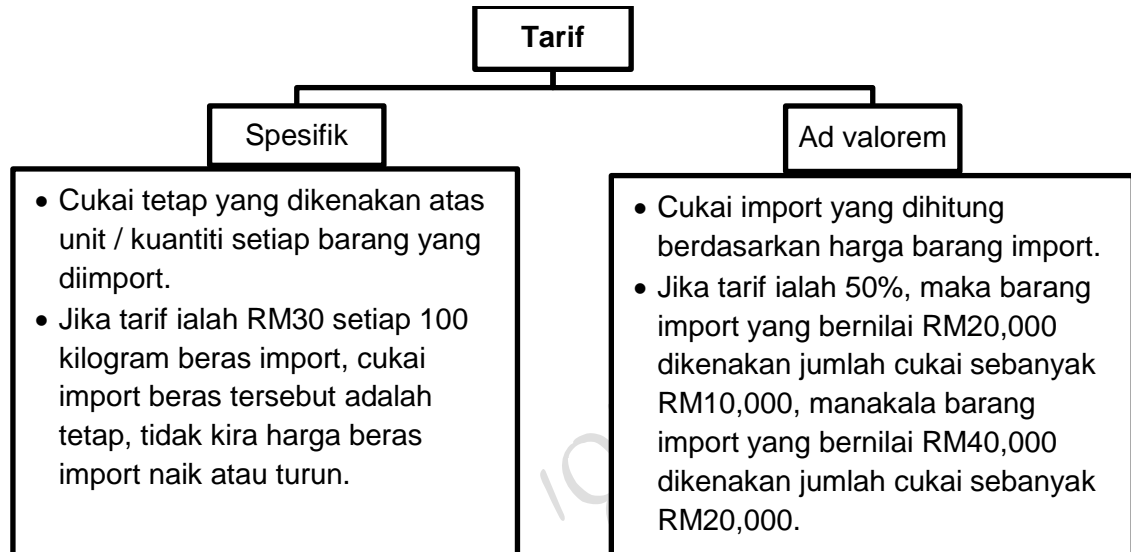 Tarif
Spesifik
Ad valorem
• Cukai tetap yang dikenakan atas
unit / kuantiti setiap barang yang
diimport.
• Jika tarif ialah RM30 setiap 100
kilogram beras import, cukai
import beras tersebut adalah
tetap, tidak kira harga beras
import naik atau turun.
• Cukai import yang dihitung
berdasarkan harga barang import.
• Jika tarif ialah 50%, maka barang
import yang bernilai RM20,000
dikenakan jumlah cukai sebanyak
RM10,000, manakala barang
import yang bernilai RM40,000
dikenakan jumlah cukai sebanyak
RM20,000.